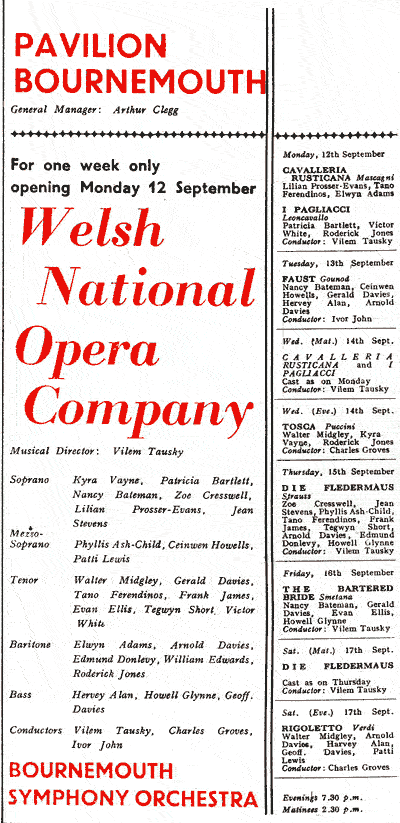 PAVILION
BOURNEMOUTH
General Manager: Arthur Clegg
For one week only
opening Monday 12 September
Welsh
National
Opera
Company
Musical Director: Vilem Tausky
Soprano Kyra Vayne, Patricia Bartlett,
Nancy Bateman, Zoe Cresswell,
Lilian Prosser-Evans, Jean
Stevens
Mezzo-
Soprano Phyllis Ash-Child, Ceinwen Howells,
Patti Lewis
Tenor Walter Midgley, Gerald Davies,
Tano Ferendinos, Frank James,
Evan Ellis, Tegwyn Short, Victor
White
Baritone Elwyn Adams, Arnold Davies,
Edmund Donlevy, William Edwards,
Roderick Jones
Bass Hervey Alan, Howell Glynne, Geoff.
Davies
Conductors Vilem Tausky, Charles Groves,
Ivor John
BOURNEMOUTH
SYMPHONY ORCHESTRA
Monday, 12th September
CAVALLERIA
RUSTICANA Mascagni
Lilian Prosser-Evans, Tano
Ferendinos, Elwyn Adams
I PAGLIACCI
Leoncavallo
Patricia Bartlett, Victor
White, Roderick Jones
Conductor: Vilem Tausky
Tuesday, 13th September
FAUST Gounod
Nancy Bateman, Ceinwen
Howells, Gerald Davies,
Hervey Alan, Arnold
Davies
Conductor: Ivor John
Wed. (Mat.) 14th Sept.
CAVALLERIA
RUSTICANA and I
PAGLIACCI
Cast as on Monday
Conductor: Vilem Tausky
Wed. (Eve.) 14th Sept.
TOSCA Puccini
Walter Midgley, Kyra
Vayne, Roderick Jones
Conductor: Charles Groves
Thursday, 15th September
DIE FLEDERMAUS
Strauss
Zoe Cresswell, Jean
Stevens, Phyllis Ash-Child,
Tano Ferendinos, Frank
James, Tegwyn Short,
Arnold Davies, Edmund
Donlevy, Howell Glynne
Conductor: Vilem Tausky
Friday, 16th September
THE BARTERED
BRIDE Smetana
Nancy Bateman, Gerald
Davies, Evan Ellis,
Howell Glynne
Conductor: Vilem Tausky
Sat. (Mat.) 17th Sept.
DIE FLEDERMAUS
Cast as on Thursday
Conductor: Vilem Tausky
Sat. (Eve.) 17th Sept.
RIGOLETTO Verdi
Walter Midgley, Arnold
Davies, Harvey Alan,
Geoff. Davies, Patti
Lewis
Conductor: Charles Groves
Evenings 7.30 p.m.
Matinees 2.30 p.m.